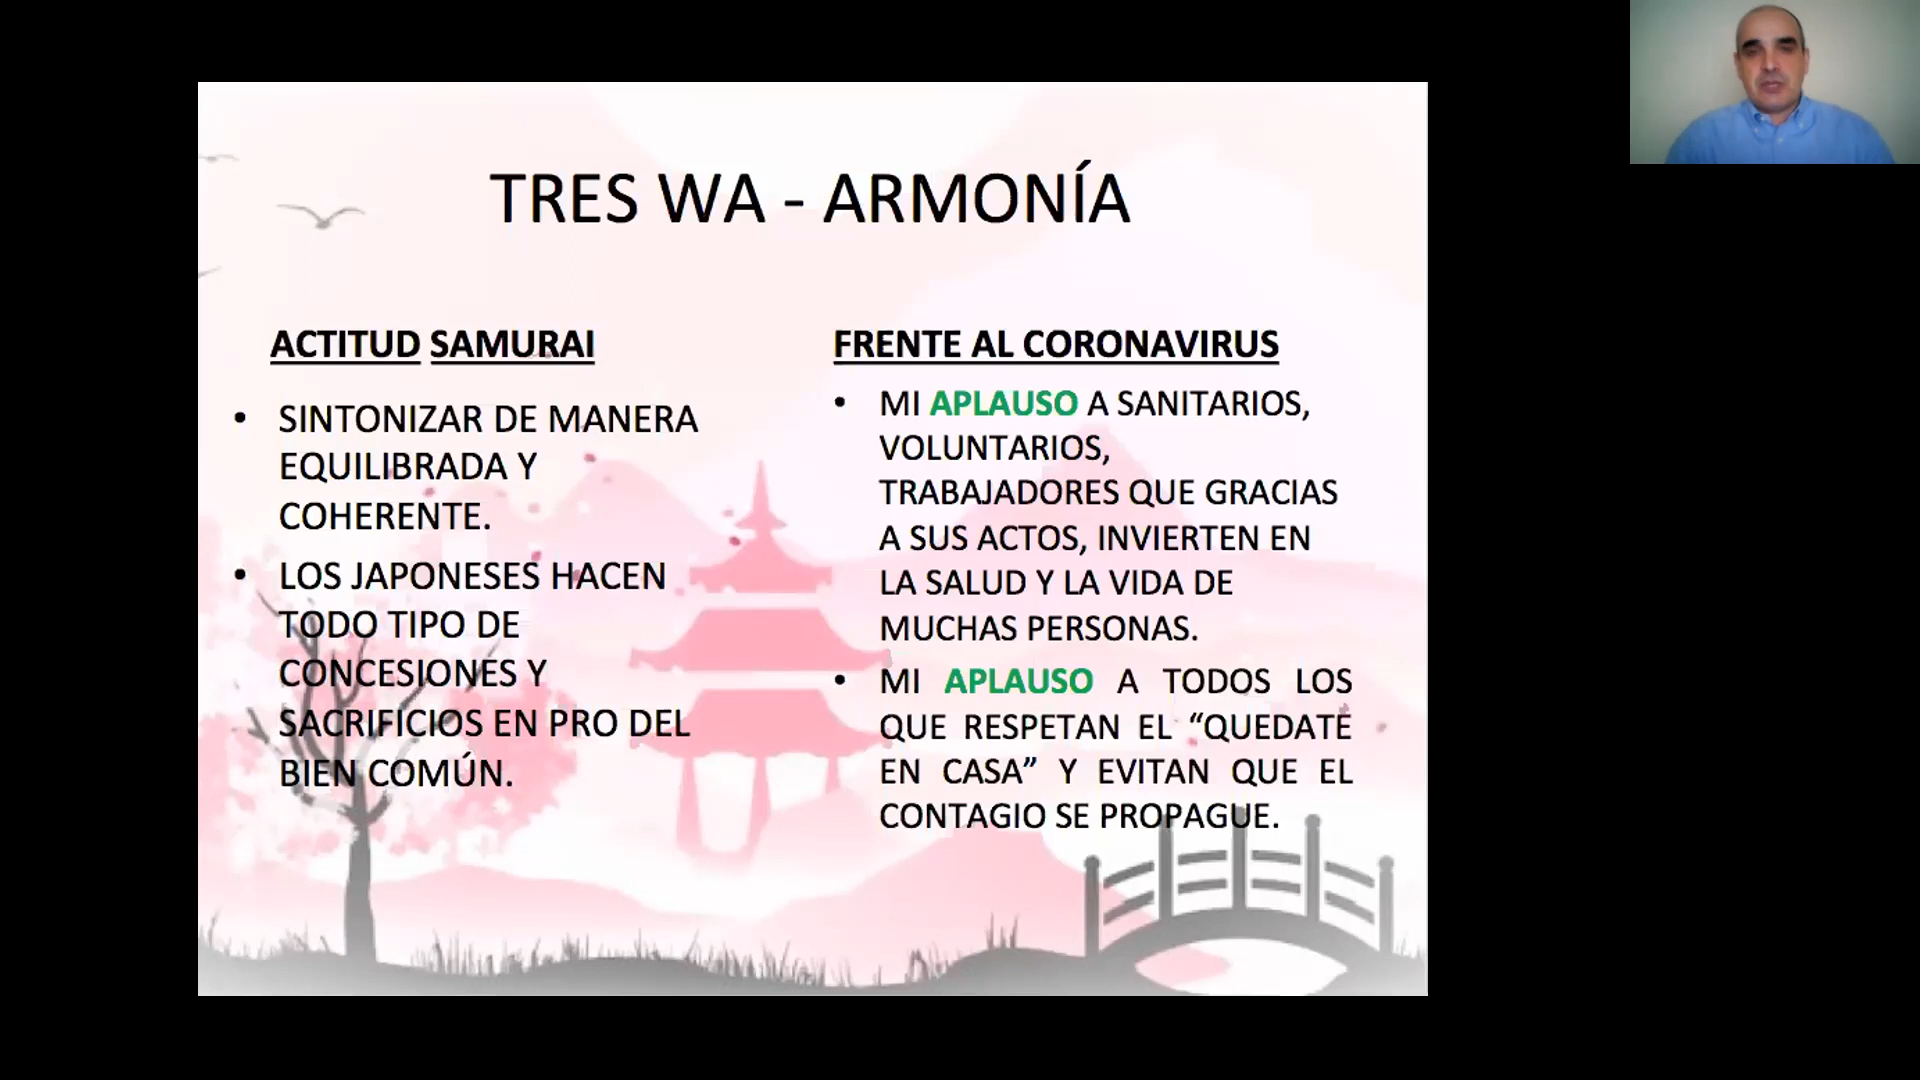 TRES WA - ARMONÍA
ACTITUD SAMURAI
• SINTONIZAR DE MANERA
EQUILIBRADA Y
COHERENTE.
• LOS JAPONESES HACEN
TODO TIPO DE
CONCESIONES Y
SACRIFICIOS EN PRO DEL
BIEN COMÚN.
FRENTE AL CORONAVIRUS
• MI APLAUSO A SANITARIOS,
VOLUNTARIOS,
TRABAJADORES QUE GRACIAS
A SUS ACTOS, INVIERTEN EN
LA SALUD Y LA VIDA DE
MUCHAS PERSONAS.
• MI APLAUSO A TODOS LOS
QUE RESPETAN EL “QUEDATE
EN CASA” Y EVITAN QUE EL
CONTAGIO SE PROPAGUE.